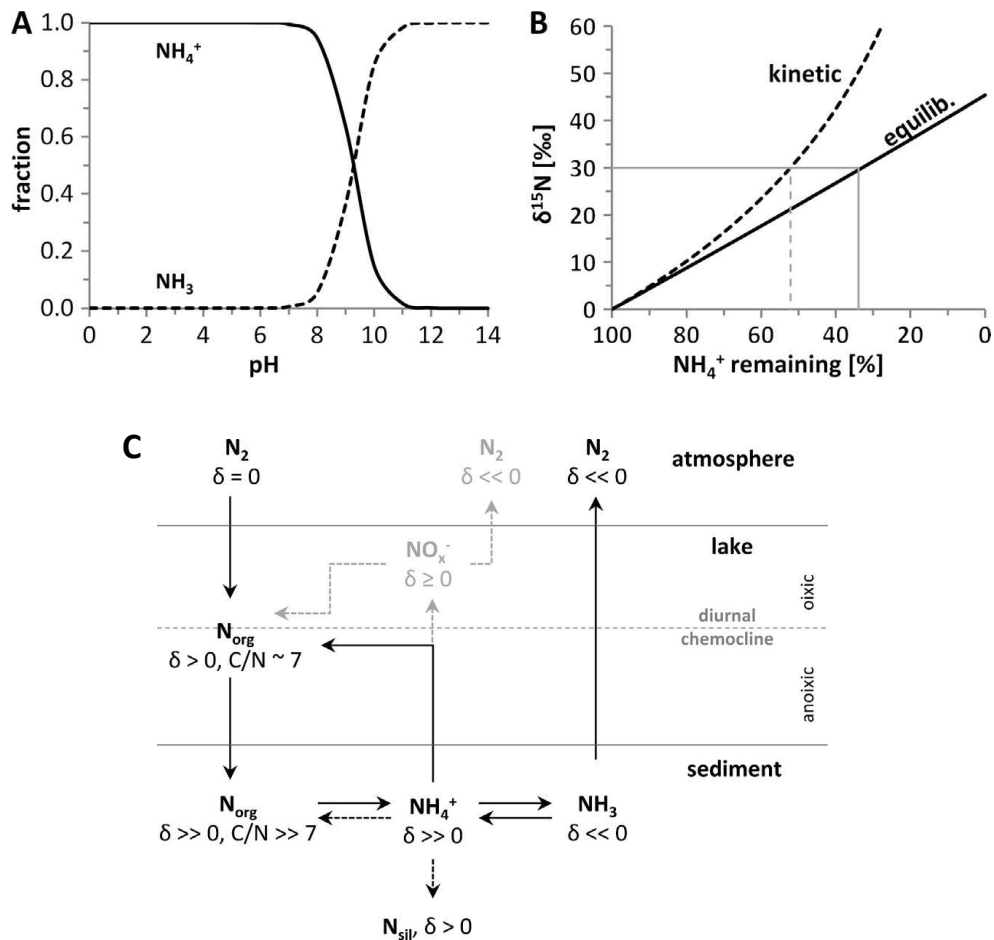 A
1.0
0.8
0.6
0.4
0.2
0.0
fraction
NH₄⁺
NH₃
0 2 4 6 8 10 12 14
pH
B
60
50
40
30
20
10
0
δ¹⁵N [‰]
kinetic
equilib.
100 80 60 40 20 0
NH₄⁺ remaining [%]
C
N₂
δ = 0
N₂
δ << 0
N₂
δ << 0
atmosphere
lake
NOₓ⁻
δ ≥ 0
oixic
diurnal
chemocline
Norg
δ > 0, C/N ~ 7
anoixic
sediment
Norg
δ >> 0, C/N >> 7
NH₄⁺
δ >> 0
NH₃
δ << 0
Nsil, δ > 0